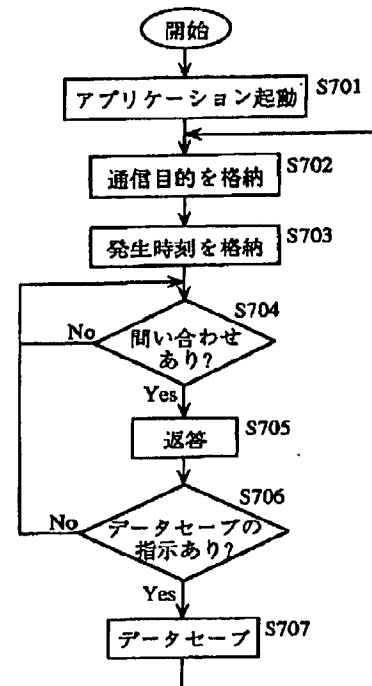 開始
アプリケーション起動
S701
通信目的を格納
S702
発生時刻を格納
S703
S704
No
問い合わせ
あり?
Yes
返答
S705
S706
No
データセーブの
指示あり?
Yes
データセーブ
S707